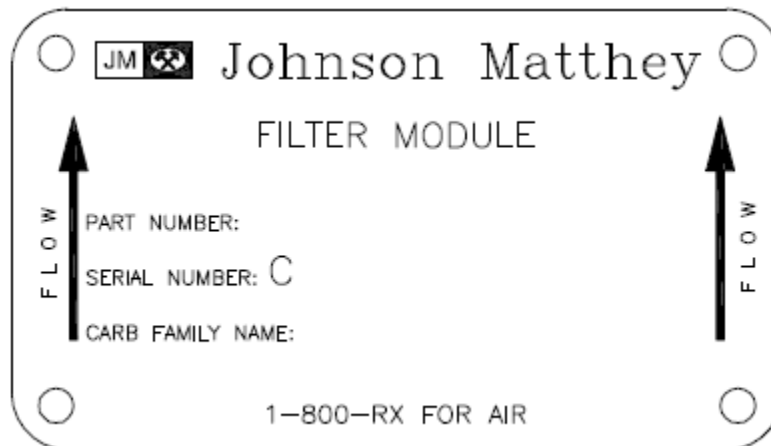 JM Johnson Matthey
FILTER MODULE
FLOW
FLOW
PART NUMBER:
SERIAL NUMBER: C
CARB FAMILY NAME:
1-800-RX FOR AIR